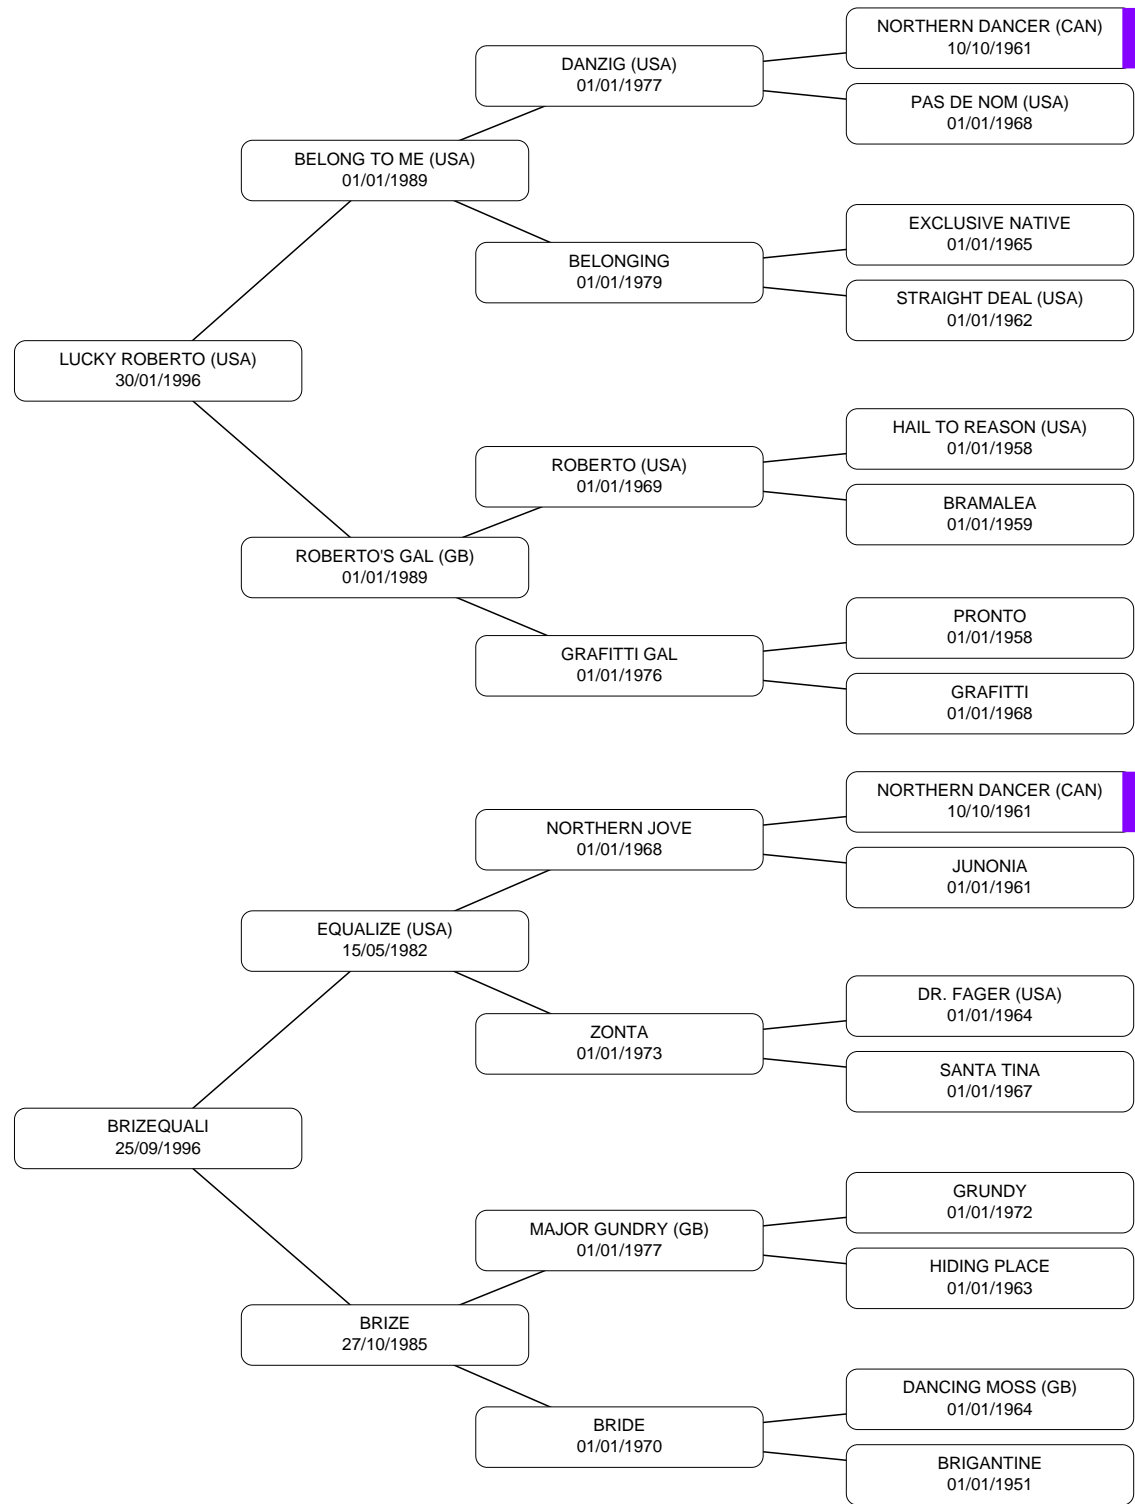 NORTHERN DANCER (CAN)
10/10/1961
DANZIG (USA)
01/01/1977
PAS DE NOM (USA)
01/01/1968
BELONG TO ME (USA)
01/01/1989
EXCLUSIVE NATIVE
01/01/1965
BELONGING
01/01/1979
STRAIGHT DEAL (USA)
01/01/1962
LUCKY ROBERTO (USA)
30/01/1996
HAIL TO REASON (USA)
01/01/1958
ROBERTO (USA)
01/01/1969
BRAMALEA
01/01/1959
ROBERTO'S GAL (GB)
01/01/1989
PRONTO
01/01/1958
GRAFITTI GAL
01/01/1976
GRAFITTI
01/01/1968
NORTHERN DANCER (CAN)
10/10/1961
NORTHERN JOVE
01/01/1968
JUNONIA
01/01/1961
EQUALIZE (USA)
15/05/1982
DR. FAGER (USA)
01/01/1964
ZONTA
01/01/1973
SANTA TINA
01/01/1967
BRIZEQUALI
25/09/1996
GRUNDY
01/01/1972
MAJOR GUNDRY (GB)
01/01/1977
HIDING PLACE
01/01/1963
BRIZE
27/10/1985
DANCING MOSS (GB)
01/01/1964
BRIDE
01/01/1970
BRIGANTINE
01/01/1951